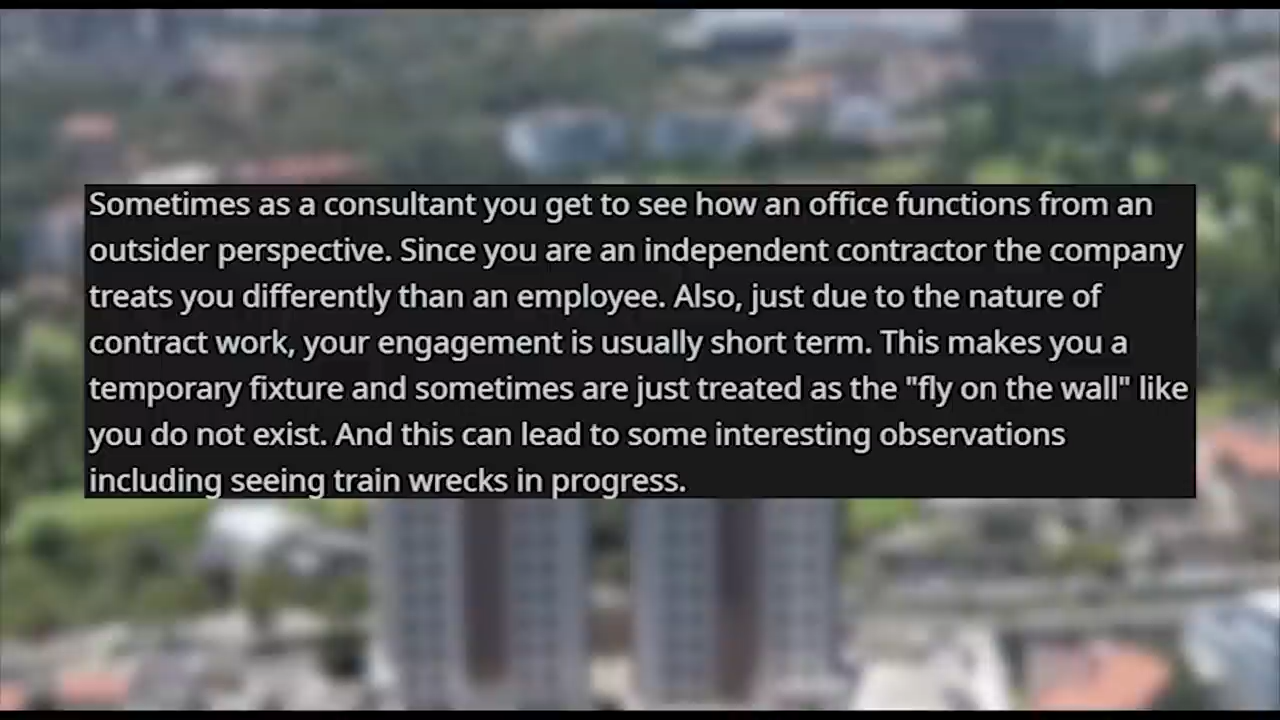 Sometimes as a consultant you get to see how an office functions from an
outsider perspective. Since you are an independent contractor the company
treats you differently than an employee. Also, just due to the nature of
contract work, your engagement is usually short term. This makes you a
temporary fixture and sometimes are just treated as the "fly on the wall" like
you do not exist. And this can lead to some interesting observations
including seeing train wrecks in progress.